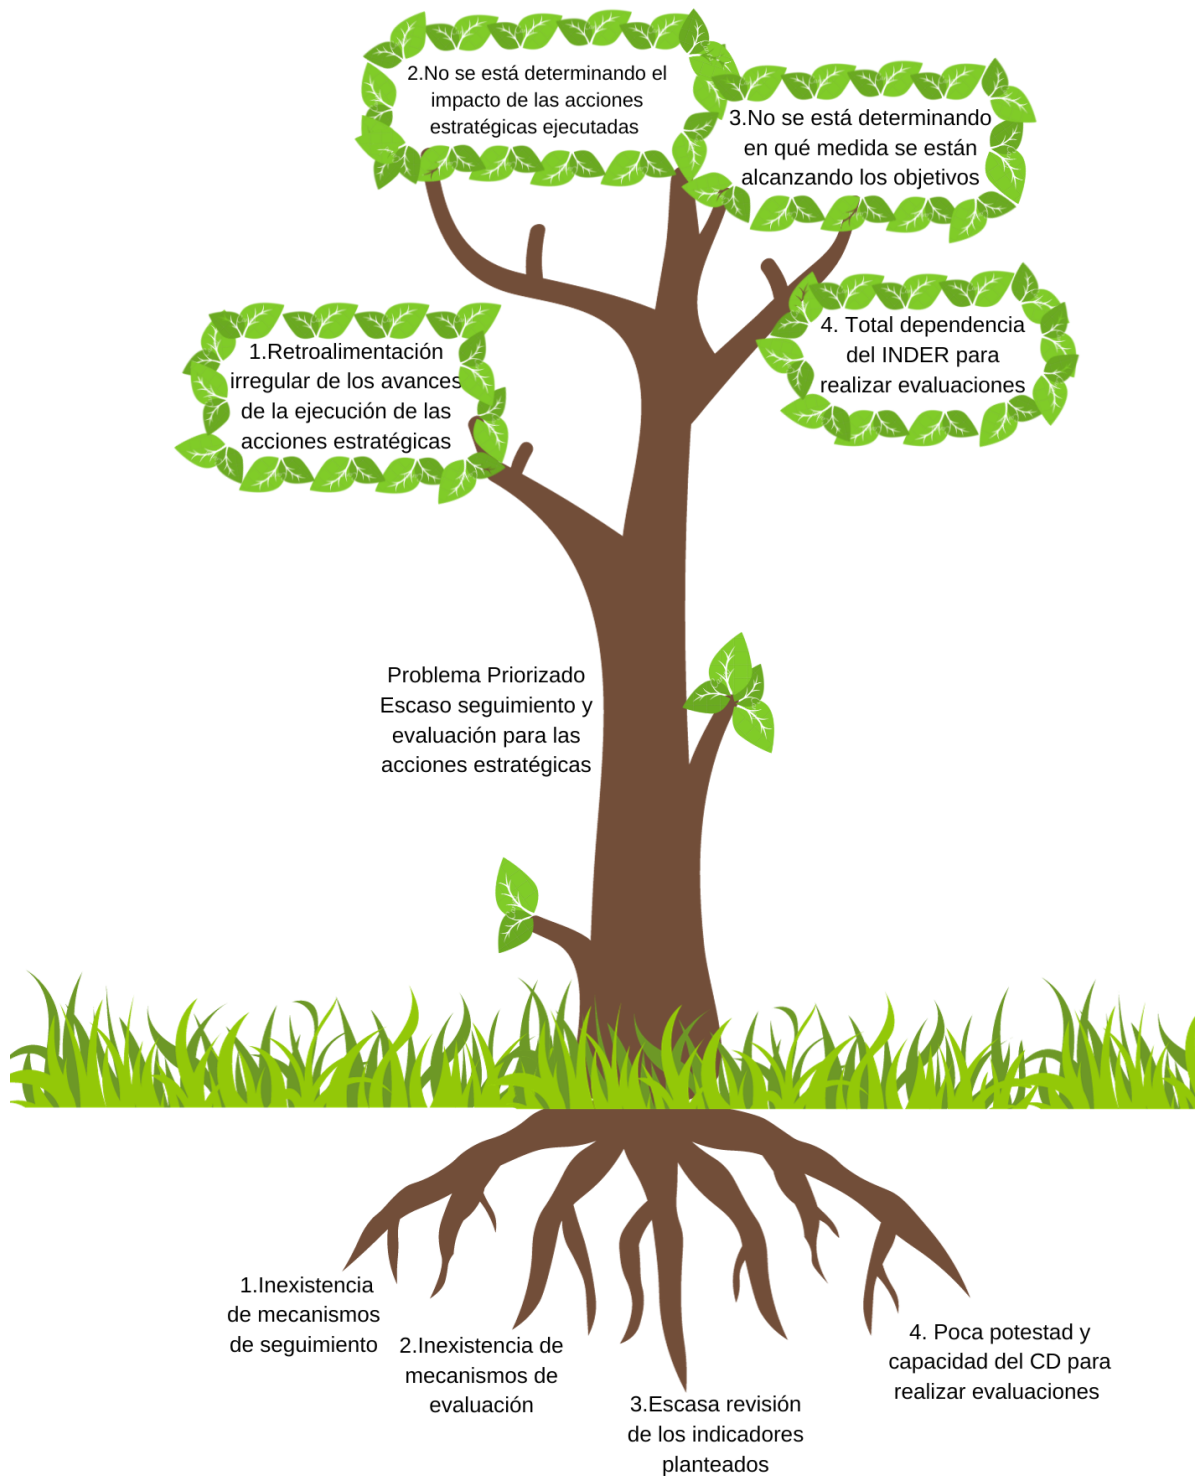 2.No se está determinando el
impacto de las acciones
estratégicas ejecutadas
3.No se está determinando
en qué medida se están
alcanzando los objetivos
1.Retroalimentación
irregular de los avances
de la ejecución de las
acciones estratégicas
4. Total dependencia
del INDER para
realizar evaluaciones
Problema Priorizado
Escaso seguimiento y
evaluación para las
acciones estratégicas
1.Inexistencia
de mecanismos
de seguimiento
2.Inexistencia de
mecanismos de
evaluación
3.Escasa revisión
de los indicadores
planteados
4. Poca potestad y
capacidad del CD para
realizar evaluaciones